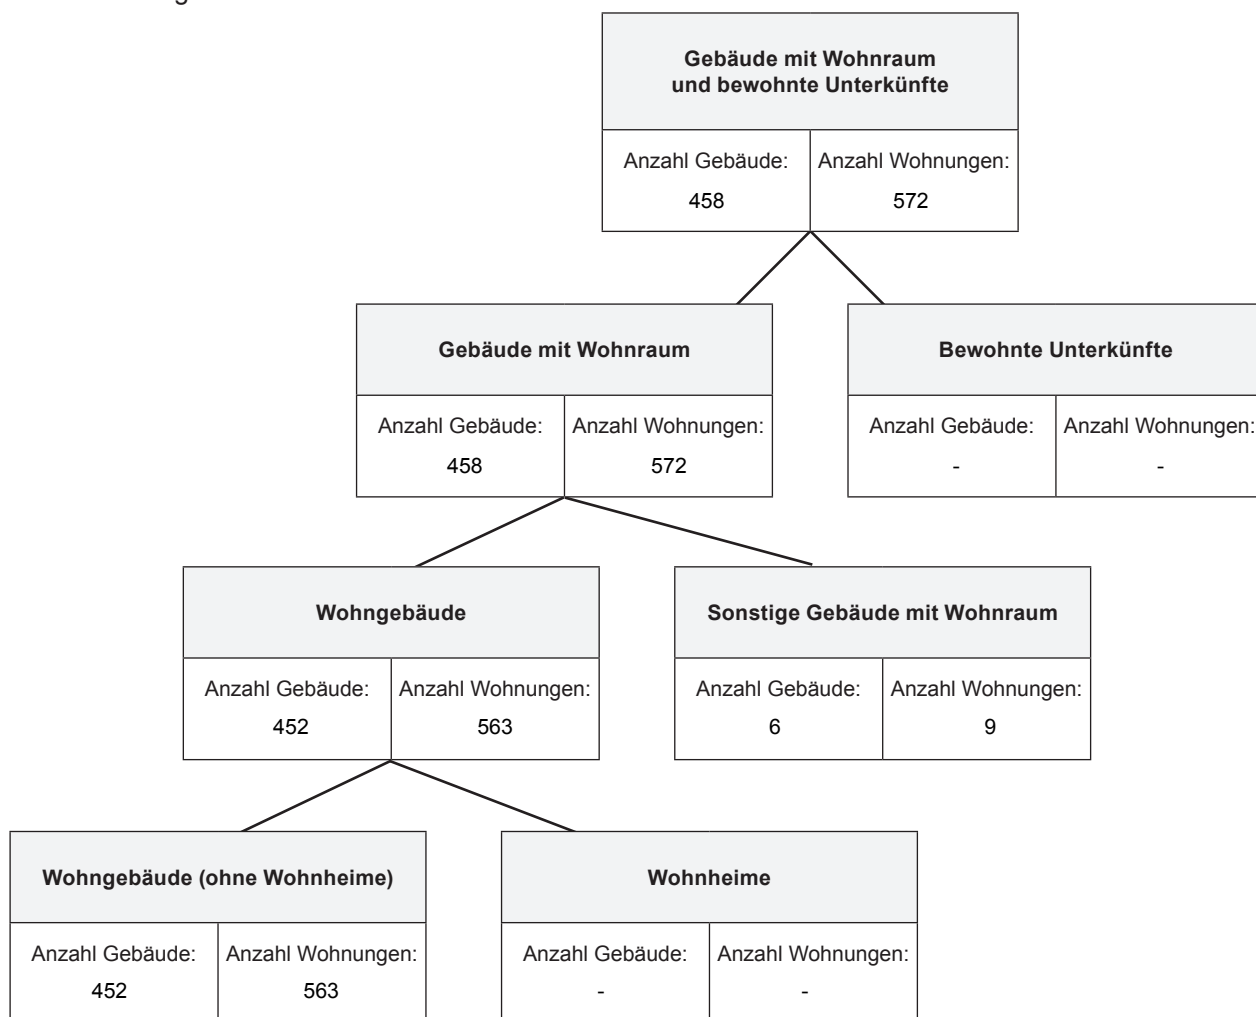 Gebäude mit Wohnraum
und bewohnte Unterkünfte
Anzahl Gebäude: Anzahl Wohnungen:
458 572
Gebäude mit Wohnraum Bewohnte Unterkünfte
Anzahl Gebäude: Anzahl Wohnungen: Anzahl Gebäude: Anzahl Wohnungen:
458 572 - -
Wohngebäude Sonstige Gebäude mit Wohnraum
Anzahl Gebäude: Anzahl Wohnungen: Anzahl Gebäude: Anzahl Wohnungen:
452 563 6 9
Wohngebäude (ohne Wohnheime) Wohnheime
Anzahl Gebäude: Anzahl Wohnungen: Anzahl Gebäude: Anzahl Wohnungen:
452 563 - -